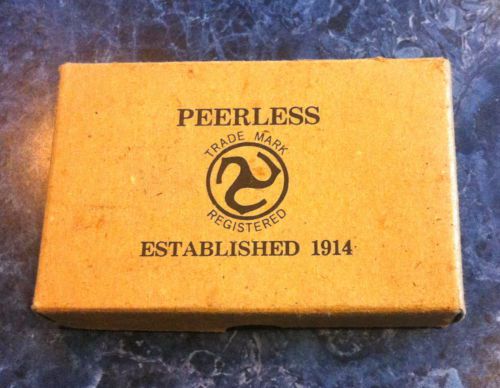 PEERLESS
TRADE MARK
REGISTERED
ESTABLISHED 1914